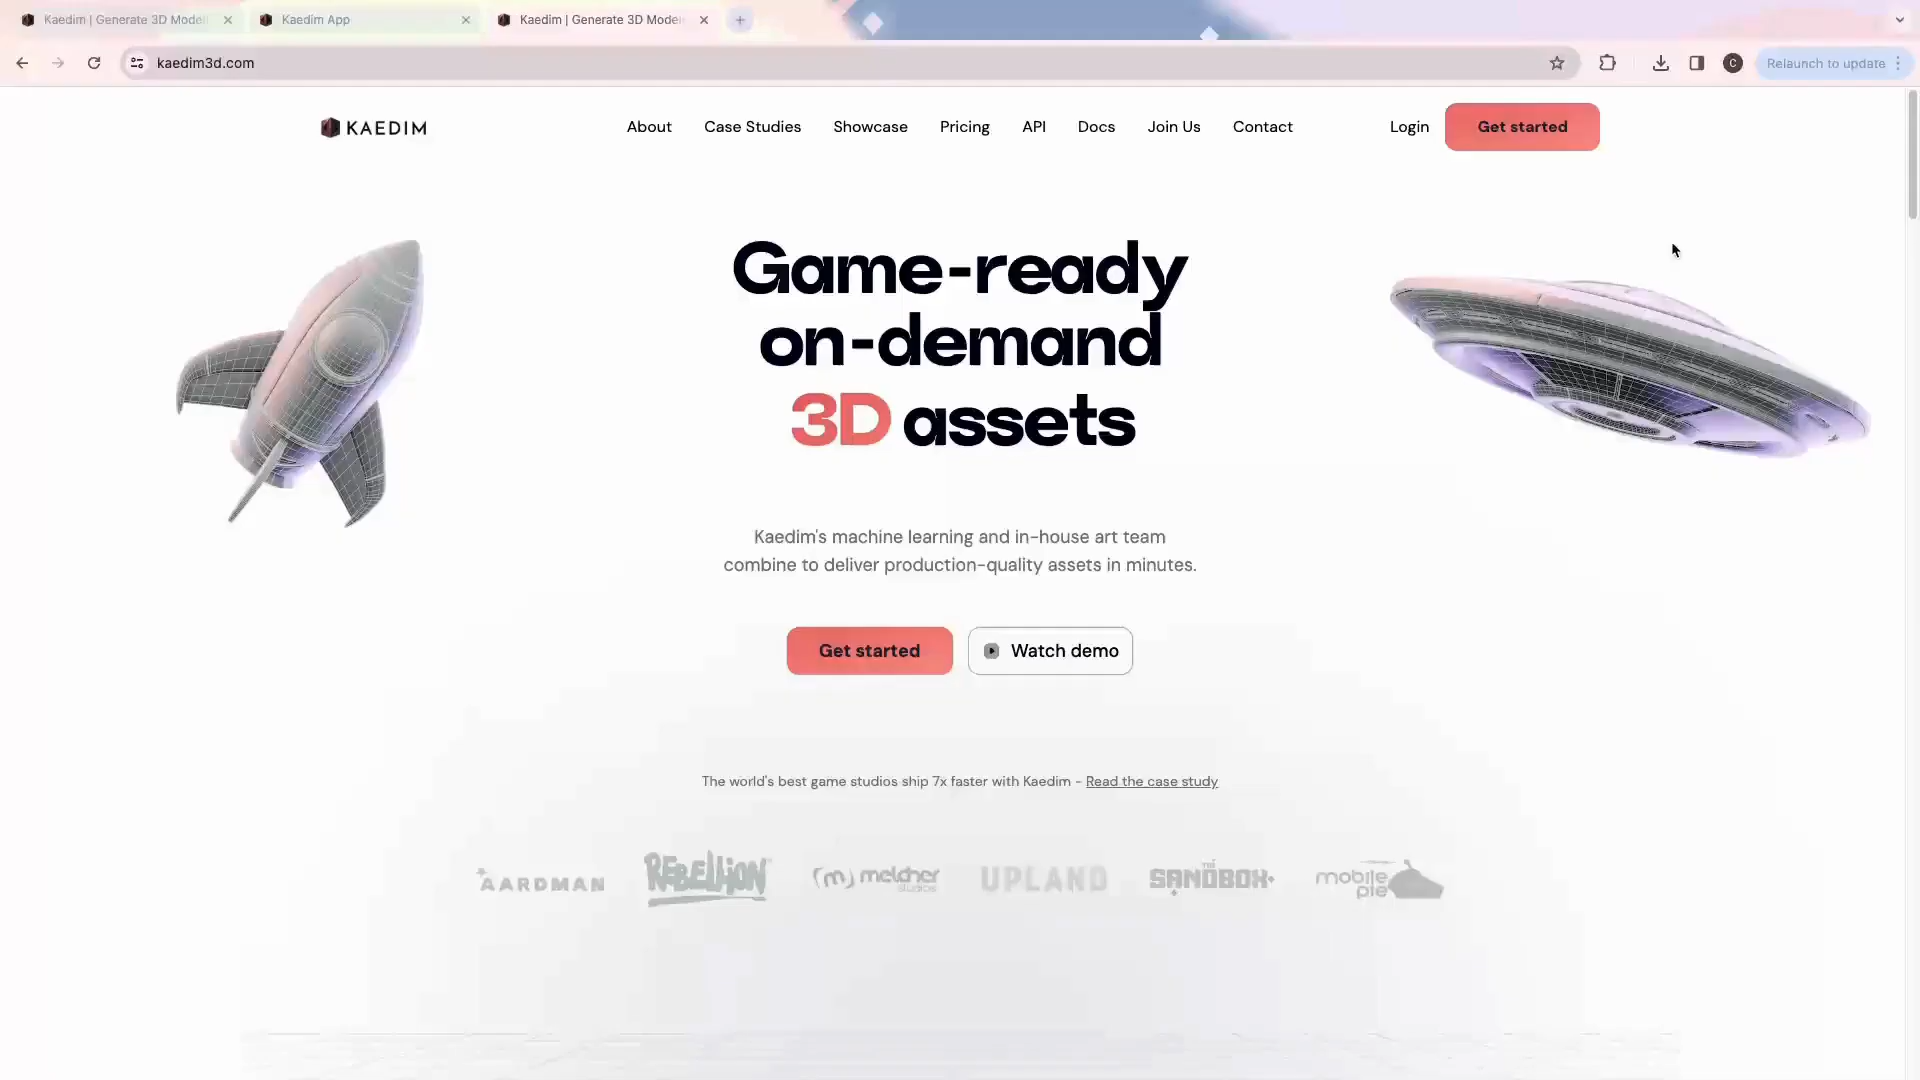 Kaedim | Generate 3D Model
Kaedim App
Kaedim | Generate 3D Model
kaedim3d.com
C
Relaunch to update
KAEDIM
About
Case Studies
Showcase
Pricing
API
Docs
Join Us
Contact
Login
Get started
Game-ready
on-demand
3D assets
Kaedim's machine learning and in-house art team
combine to deliver production-quality assets in minutes.
Get started
Watch demo
The world's best game studios ship 7x faster with Kaedim - Read the case study
AARDMAN
REBELLION
melcher
studios
UPLAND
THE
SANDBOX
mobile
pie